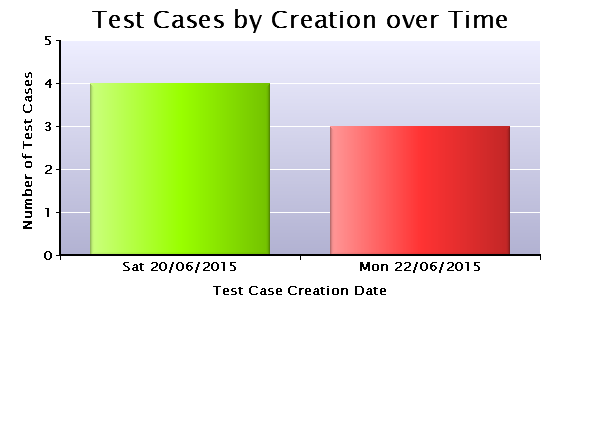 Test Cases by Creation over Time
5
4
3
2
1
0
Number of Test Cases
Sat 20/06/2015
Mon 22/06/2015
Test Case Creation Date